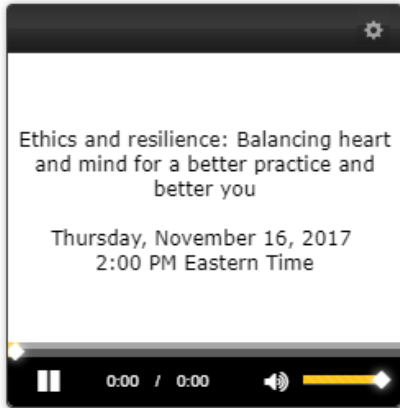 Ethics and resilience: Balancing heart
and mind for a better practice and
better you
Thursday, November 16, 2017
2:00 PM Eastern Time
0:00 / 0:00